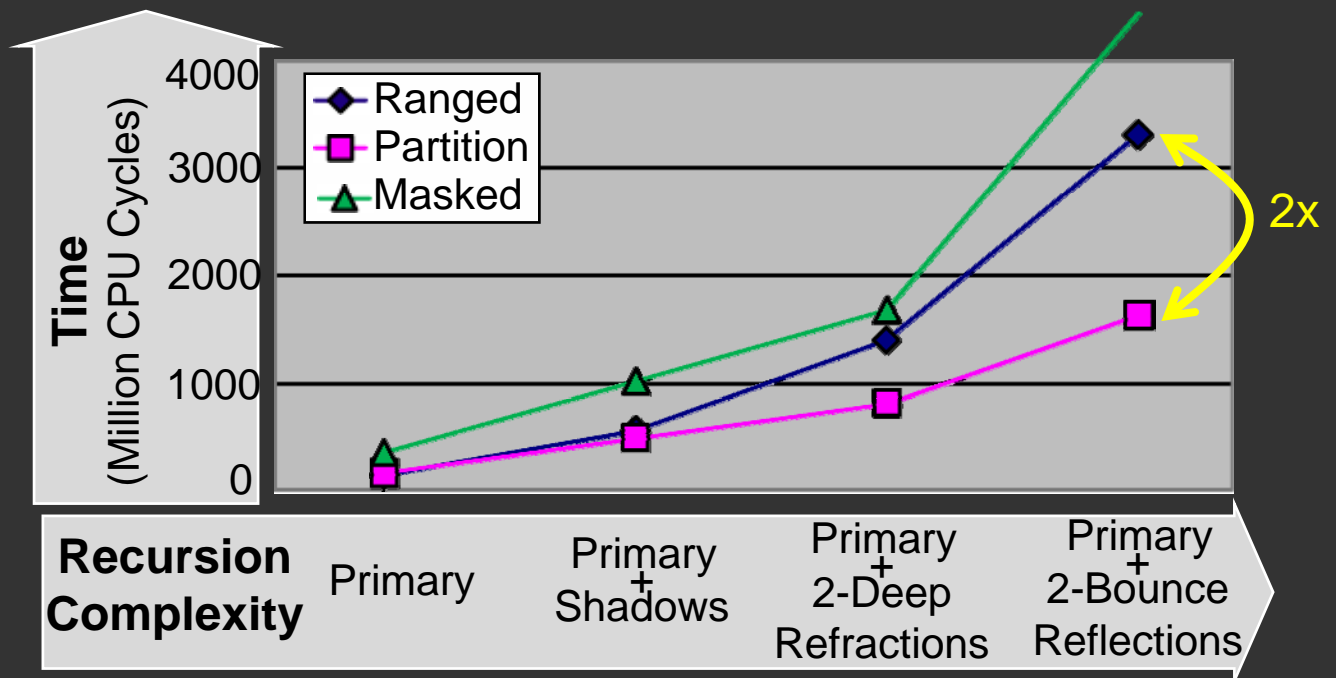 Time
(Million CPU Cycles)
4000
3000
2000
1000
0
Ranged
Partition
Masked
2x
Recursion
Complexity
Primary
Primary
+
Shadows
Primary
+
2-Deep
Refractions
Primary
+
2-Bounce
Reflections